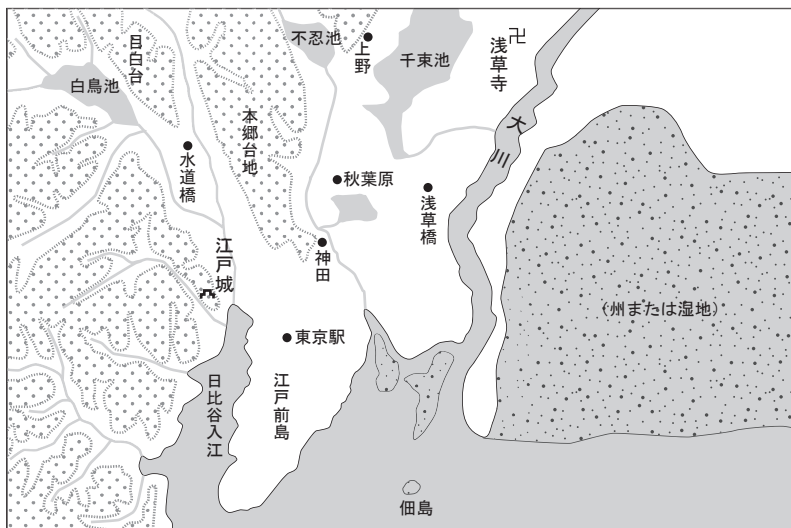 目白台
白鳥池
水道橋
本郷台地
不忍池
上野
千束池
卍
浅草寺
大川
秋葉原
浅草橋
神田
江戸城
東京駅
日比谷入江
江戸前島
(州または湿地)
佃島